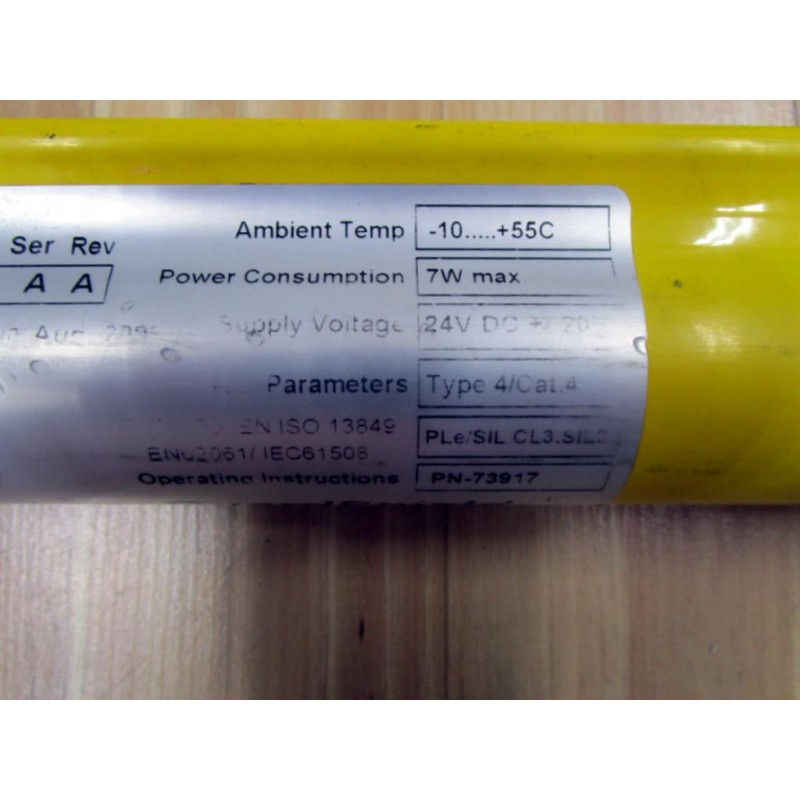 Ser Rev
A A
Ambient Temp -10.....+55C
Power Consumption 7W max
Supply Voltage 24V DC
Parameters Type 4/Cat.4
EN ISO 13849
/IEC61508 PLe/SIL CL3.SIL3
Operating Instructions PN-73917